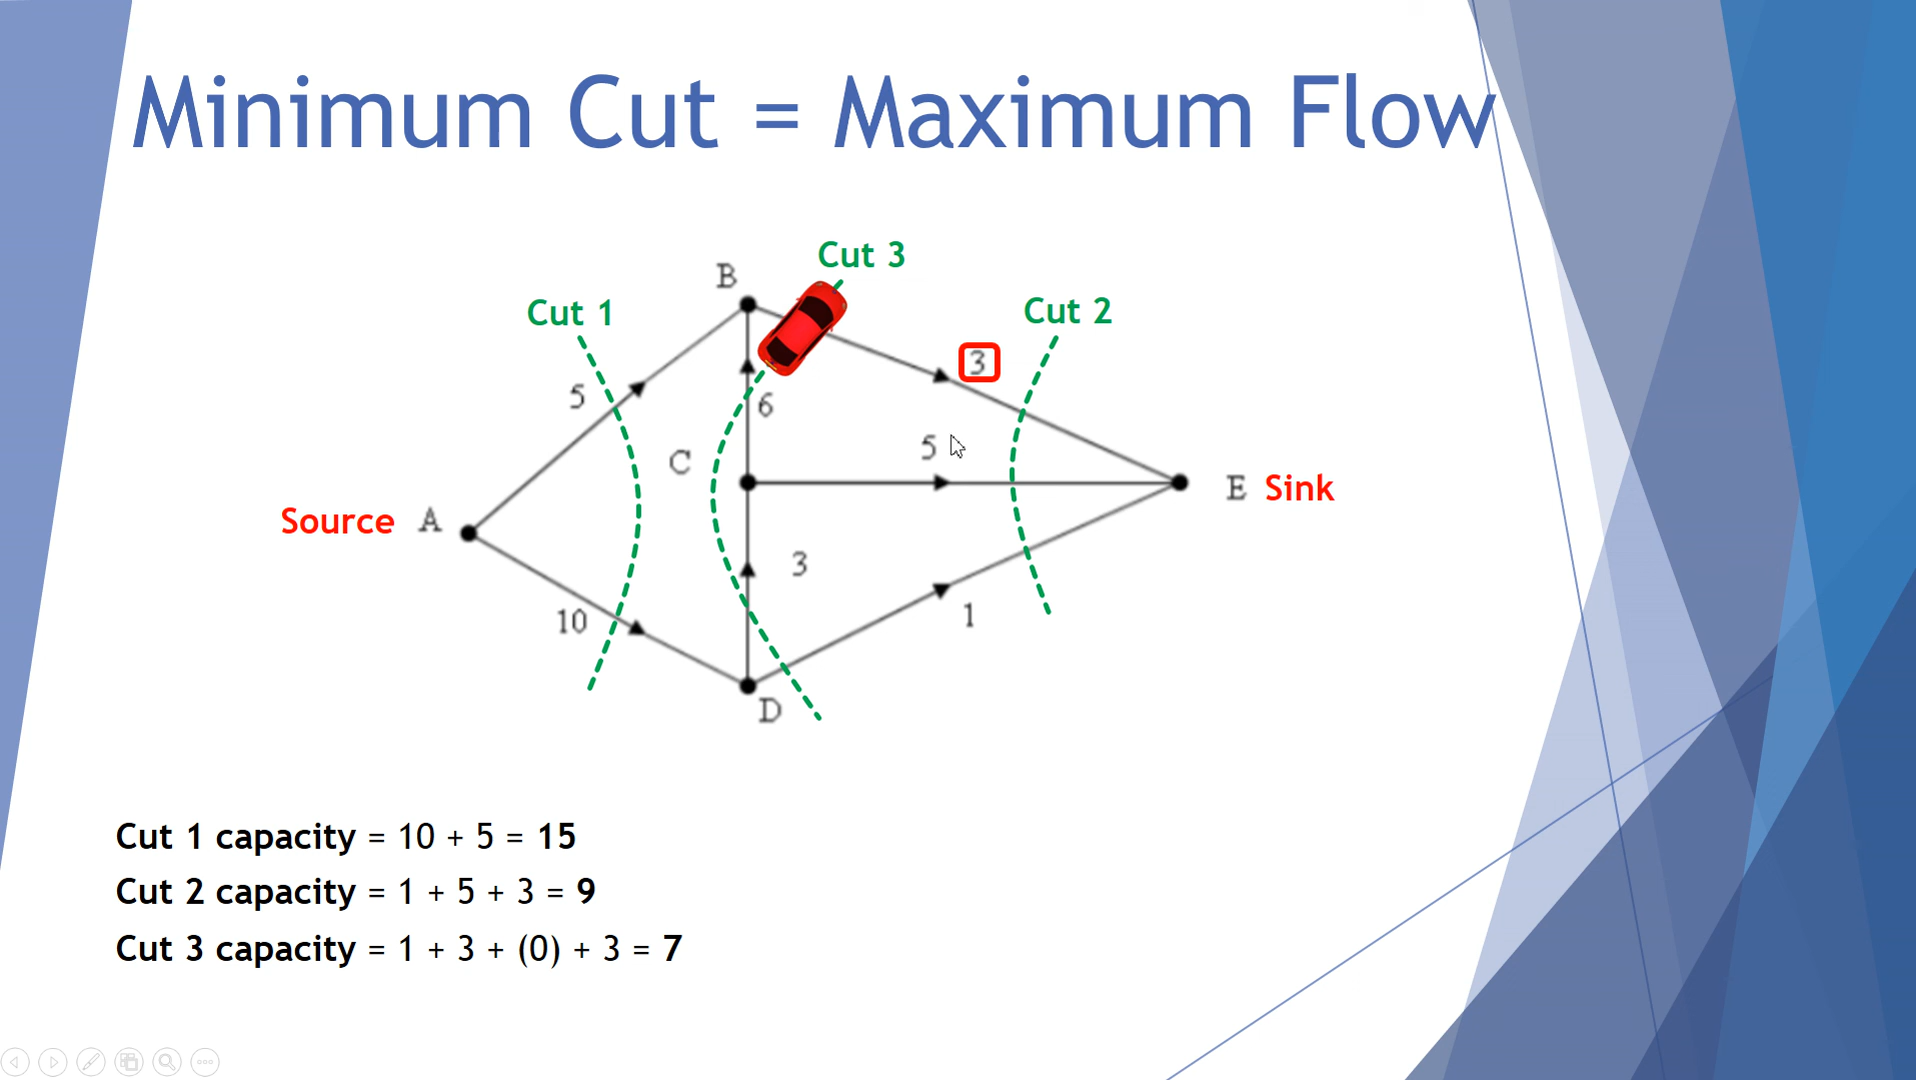 Minimum Cut = Maximum Flow
Cut 3
B
Cut 1
Cut 2
3
5
6
5
C
E Sink
Source A
3
10
1
D
Cut 1 capacity = 10 + 5 = 15
Cut 2 capacity = 1 + 5 + 3 = 9
Cut 3 capacity = 1 + 3 + (0) + 3 = 7